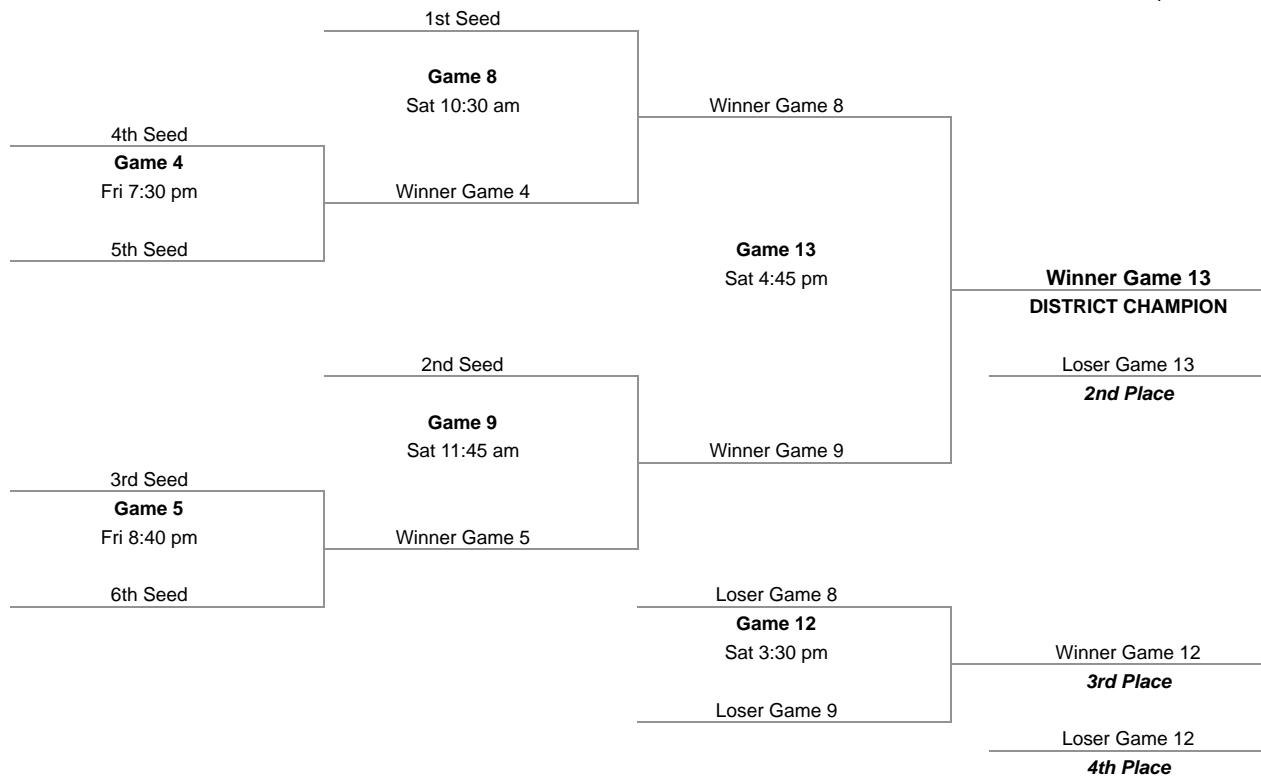 1st Seed
Game 8
Sat 10:30 am
Winner Game 8
4th Seed
Game 4
Fri 7:30 pm
Winner Game 4
5th Seed
Game 13
Sat 4:45 pm
Winner Game 13
DISTRICT CHAMPION
2nd Seed
Loser Game 13
2nd Place
Game 9
Sat 11:45 am
Winner Game 9
3rd Seed
Game 5
Fri 8:40 pm
Winner Game 5
6th Seed
Loser Game 8
Game 12
Sat 3:30 pm
Winner Game 12
3rd Place
Loser Game 9
Loser Game 12
4th Place